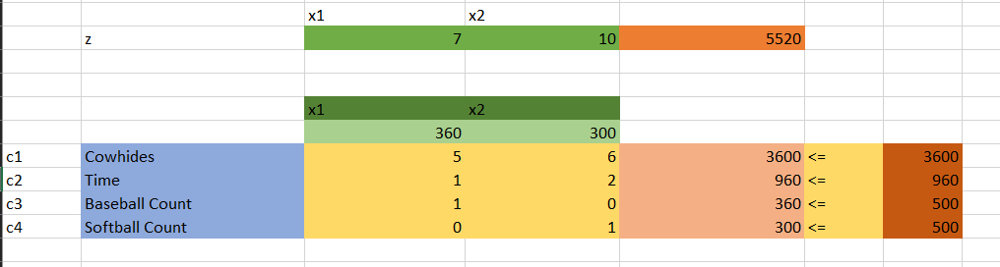 x1 x2
z 7 10 5520
x1 x2
360 300
c1 Cowhides 5 6 3600 <= 3600
c2 Time 1 2 960 <= 960
c3 Baseball Count 1 0 360 <= 500
c4 Softball Count 0 1 300 <= 500